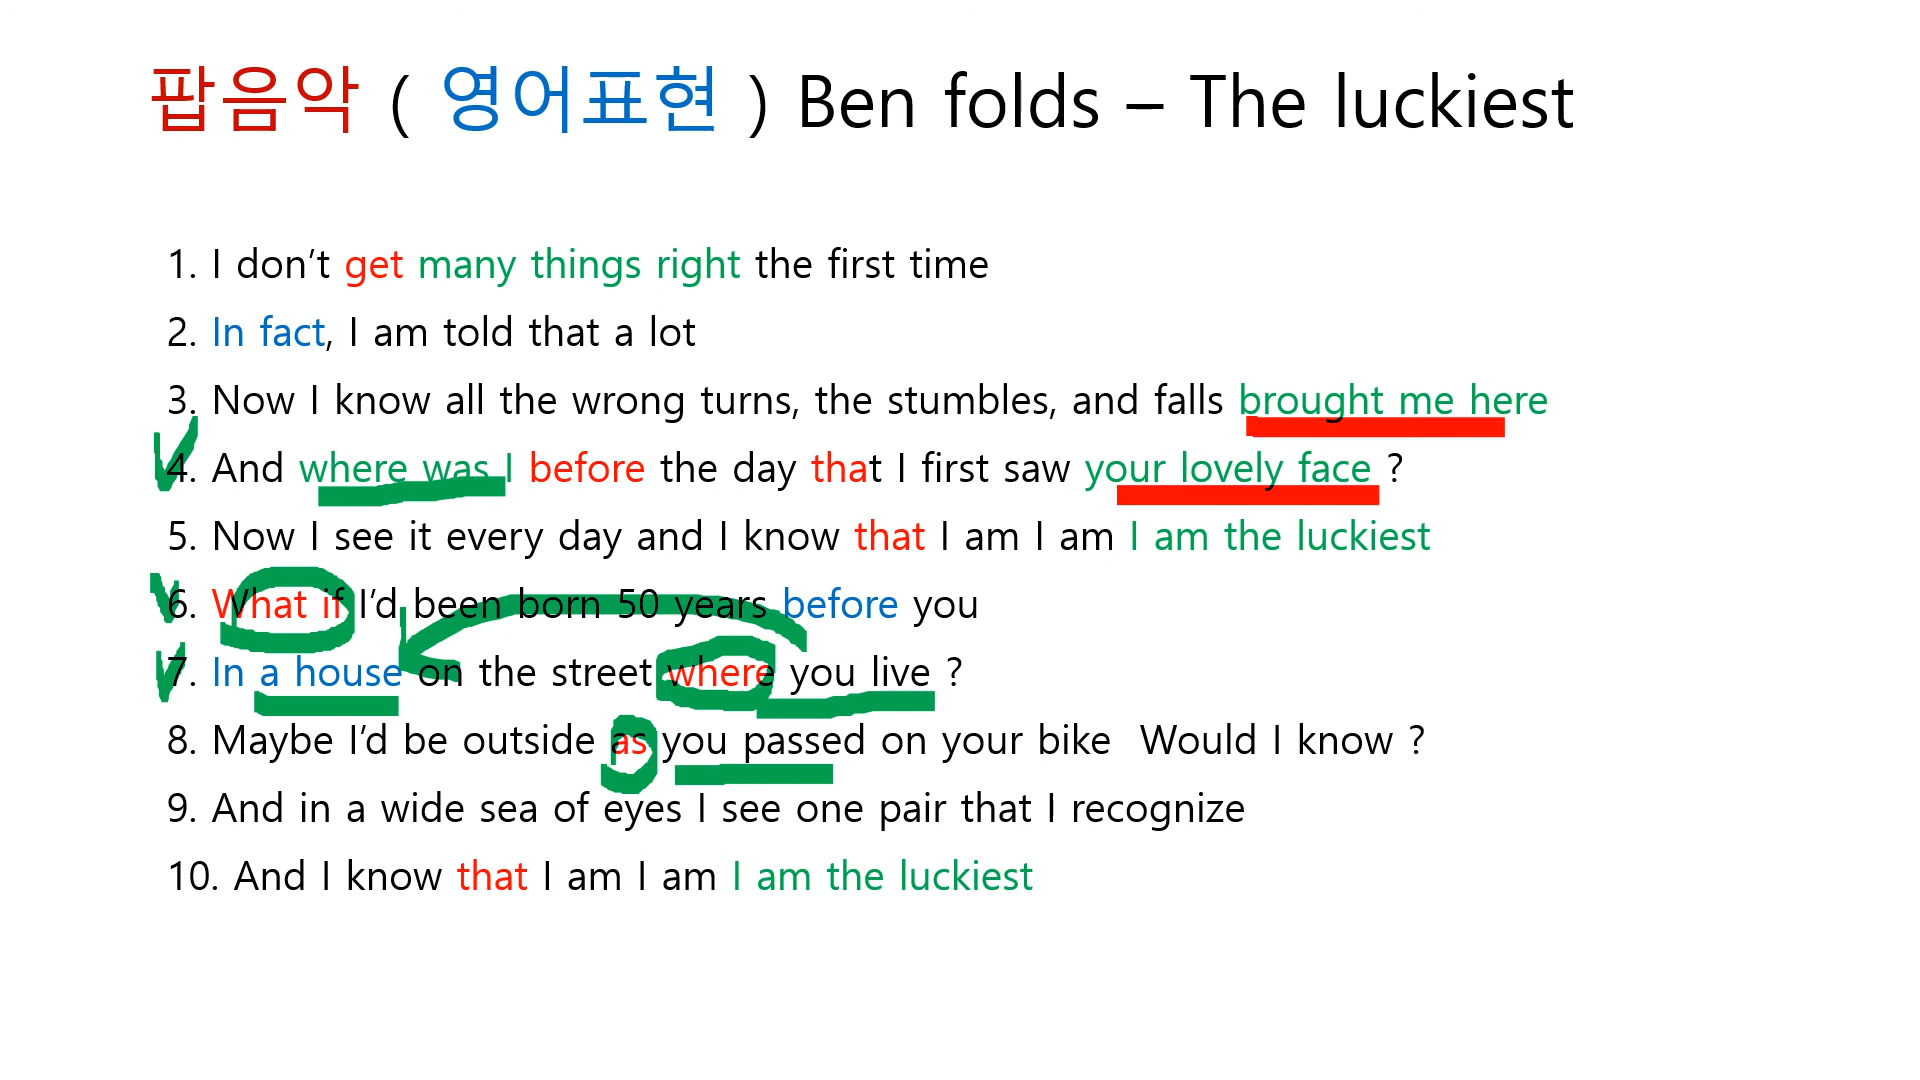 팝음악 ( 영어표현 ) Ben folds – The luckiest
1. I don’t get many things right the first time
2. In fact, I am told that a lot
3. Now I know all the wrong turns, the stumbles, and falls brought me here
4. And where was I before the day that I first saw your lovely face ?
5. Now I see it every day and I know that I am I am I am the luckiest
6. What if I’d been born 50 years before you
7. In a house on the street where you live ?
8. Maybe I’d be outside as you passed on your bike  Would I know ?
9. And in a wide sea of eyes I see one pair that I recognize
10. And I know that I am I am I am the luckiest